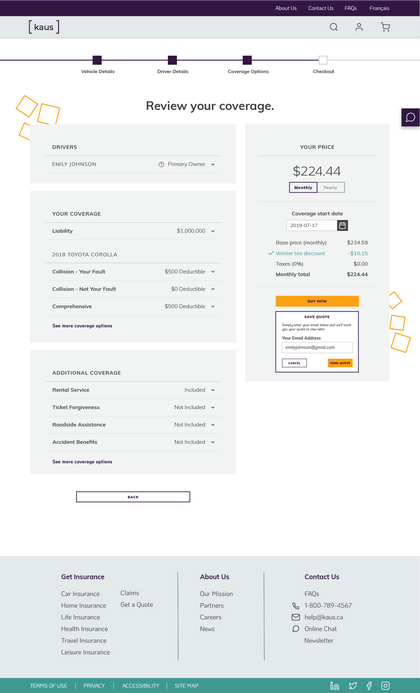 About Us Contact Us FAQs Français
[ kaus ]
Vehicle Details Driver Details Coverage Options Checkout
Review your coverage.
DRIVERS
EMILY JOHNSON Primary Owner
YOUR COVERAGE
Liability $1,000,000
2018 TOYOTA COROLLA
Collision - Your Fault $500 Deductible
Collision - Not Your Fault $0 Deductible
Comprehensive $500 Deductible
See more coverage options
ADDITIONAL COVERAGE
Rental Service Included
Ticket Forgiveness Not Included
Roadside Assistance Not Included
Accident Benefits Not Included
See more coverage options
BACK
YOUR PRICE
$224.44
Monthly Yearly
Coverage start date
2019-07-17
Base price (monthly) $234.59
Winter tire discount -$10.15
Taxes (0%) $0.00
Monthly total $224.44
BUY NOW
SAVE QUOTE
Simply enter your email below and we'll send
you your quote to view later.
Your Email Address
emilyjohnson@gmail.com
CANCEL SEND QUOTE
Get Insurance
Car Insurance
Home Insurance
Life Insurance
Health Insurance
Travel Insurance
Leisure Insurance
Claims
Get a Quote
About Us
Our Mission
Partners
Careers
News
Contact Us
FAQs
1-800-789-4567
help@kaus.ca
Online Chat
Newsletter
TERMS OF USE | PRIVACY | ACCESSIBILITY | SITE MAP